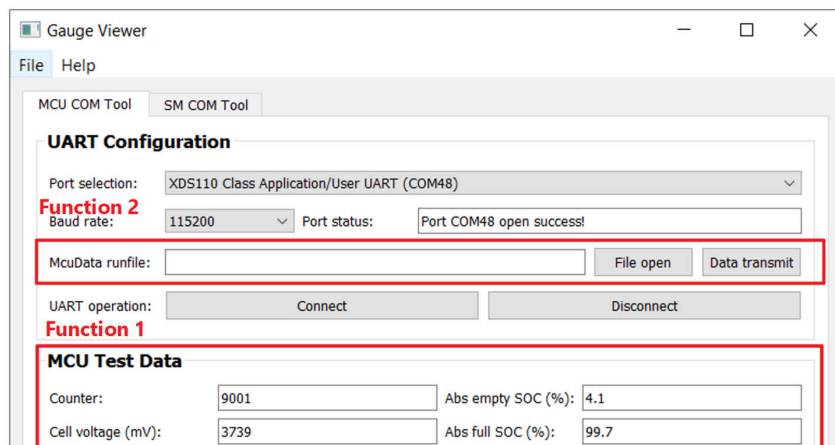 Gauge Viewer
File Help
MCU COM Tool SM COM Tool
UART Configuration
Port selection: XDS110 Class Application/User UART (COM48)
Function 2
Baud rate: 115200 Port status: Port COM48 open success!
McuData runfile: File open Data transmit
UART operation: Connect Disconnect
Function 1
MCU Test Data
Counter: 9001 Abs empty SOC (%): 4.1
Cell voltage (mV): 3739 Abs full SOC (%): 99.7